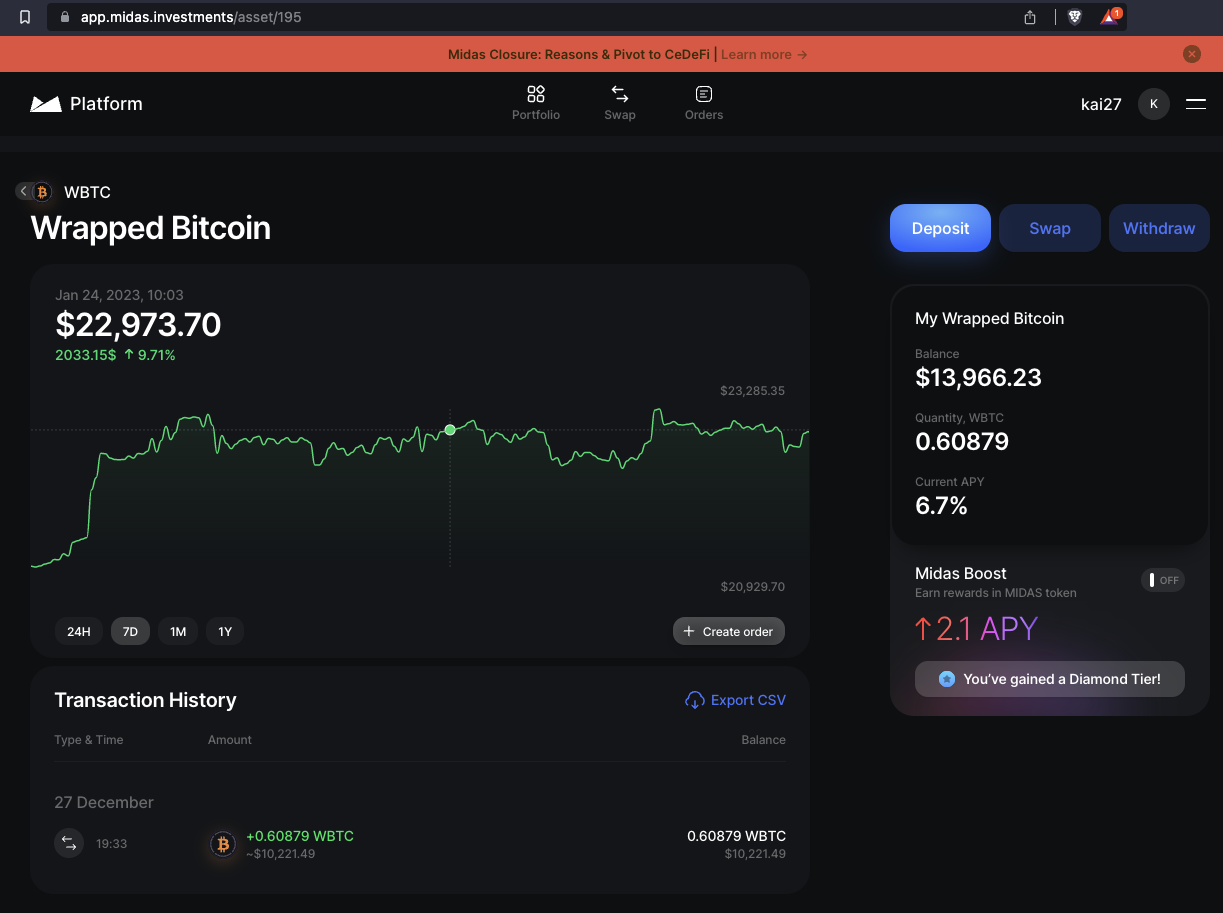 app.midas.investments/asset/195
1
Midas Closure: Reasons & Pivot to CeDeFi | Learn more →
Platform
Portfolio
Swap
Orders
kai27
K
WBTC
Wrapped Bitcoin
Deposit
Swap
Withdraw
Jan 24, 2023, 10:03
$22,973.70
2033.15$ ↑ 9.71%
$23,285.35
$20,929.70
24H
7D
1M
1Y
+ Create order
My Wrapped Bitcoin
Balance
$13,966.23
Quantity, WBTC
0.60879
Current APY
6.7%
Midas Boost
OFF
Earn rewards in MIDAS token
↑2.1 APY
You’ve gained a Diamond Tier!
Transaction History
Export CSV
Type & Time
Amount
Balance
27 December
19:33
+0.60879 WBTC
~$10,221.49
0.60879 WBTC
$10,221.49